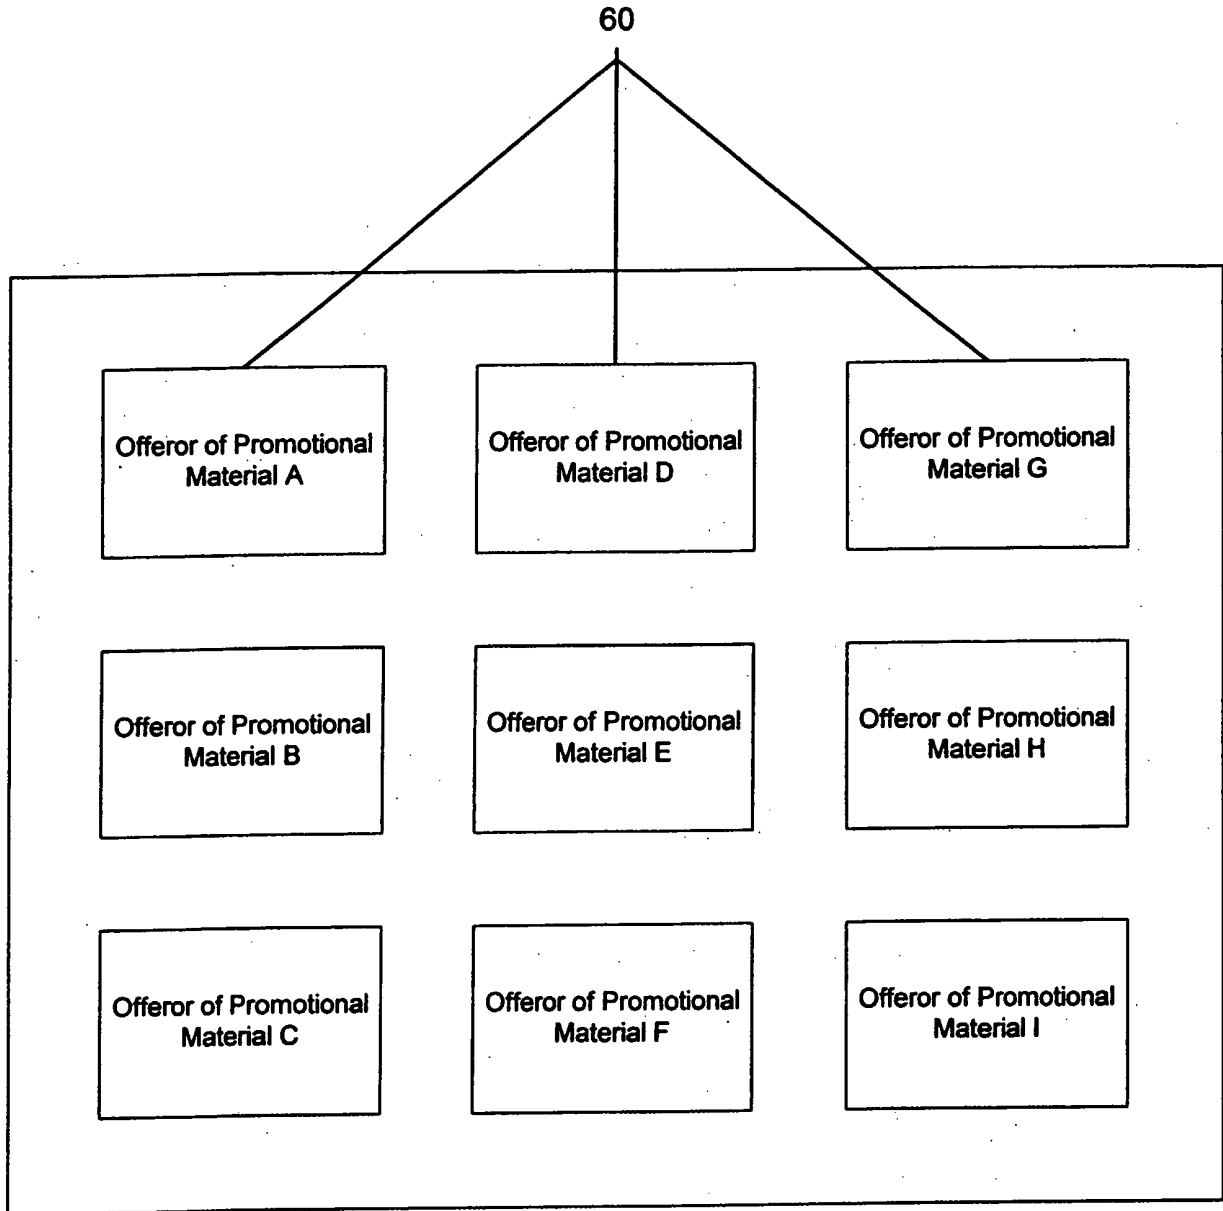 60
Offeror of Promotional
Material A
Offeror of Promotional
Material D
Offeror of Promotional
Material G
Offeror of Promotional
Material B
Offeror of Promotional
Material E
Offeror of Promotional
Material H
Offeror of Promotional
Material C
Offeror of Promotional
Material F
Offeror of Promotional
Material I